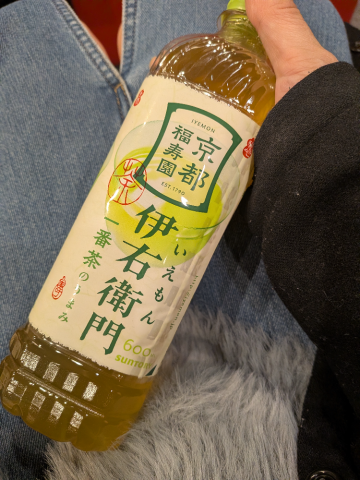 IYEMON
京都
福寿園
EST.1790
茶
伊右衛門
いえもん
一番茶のうまみ
600
SUNTORY